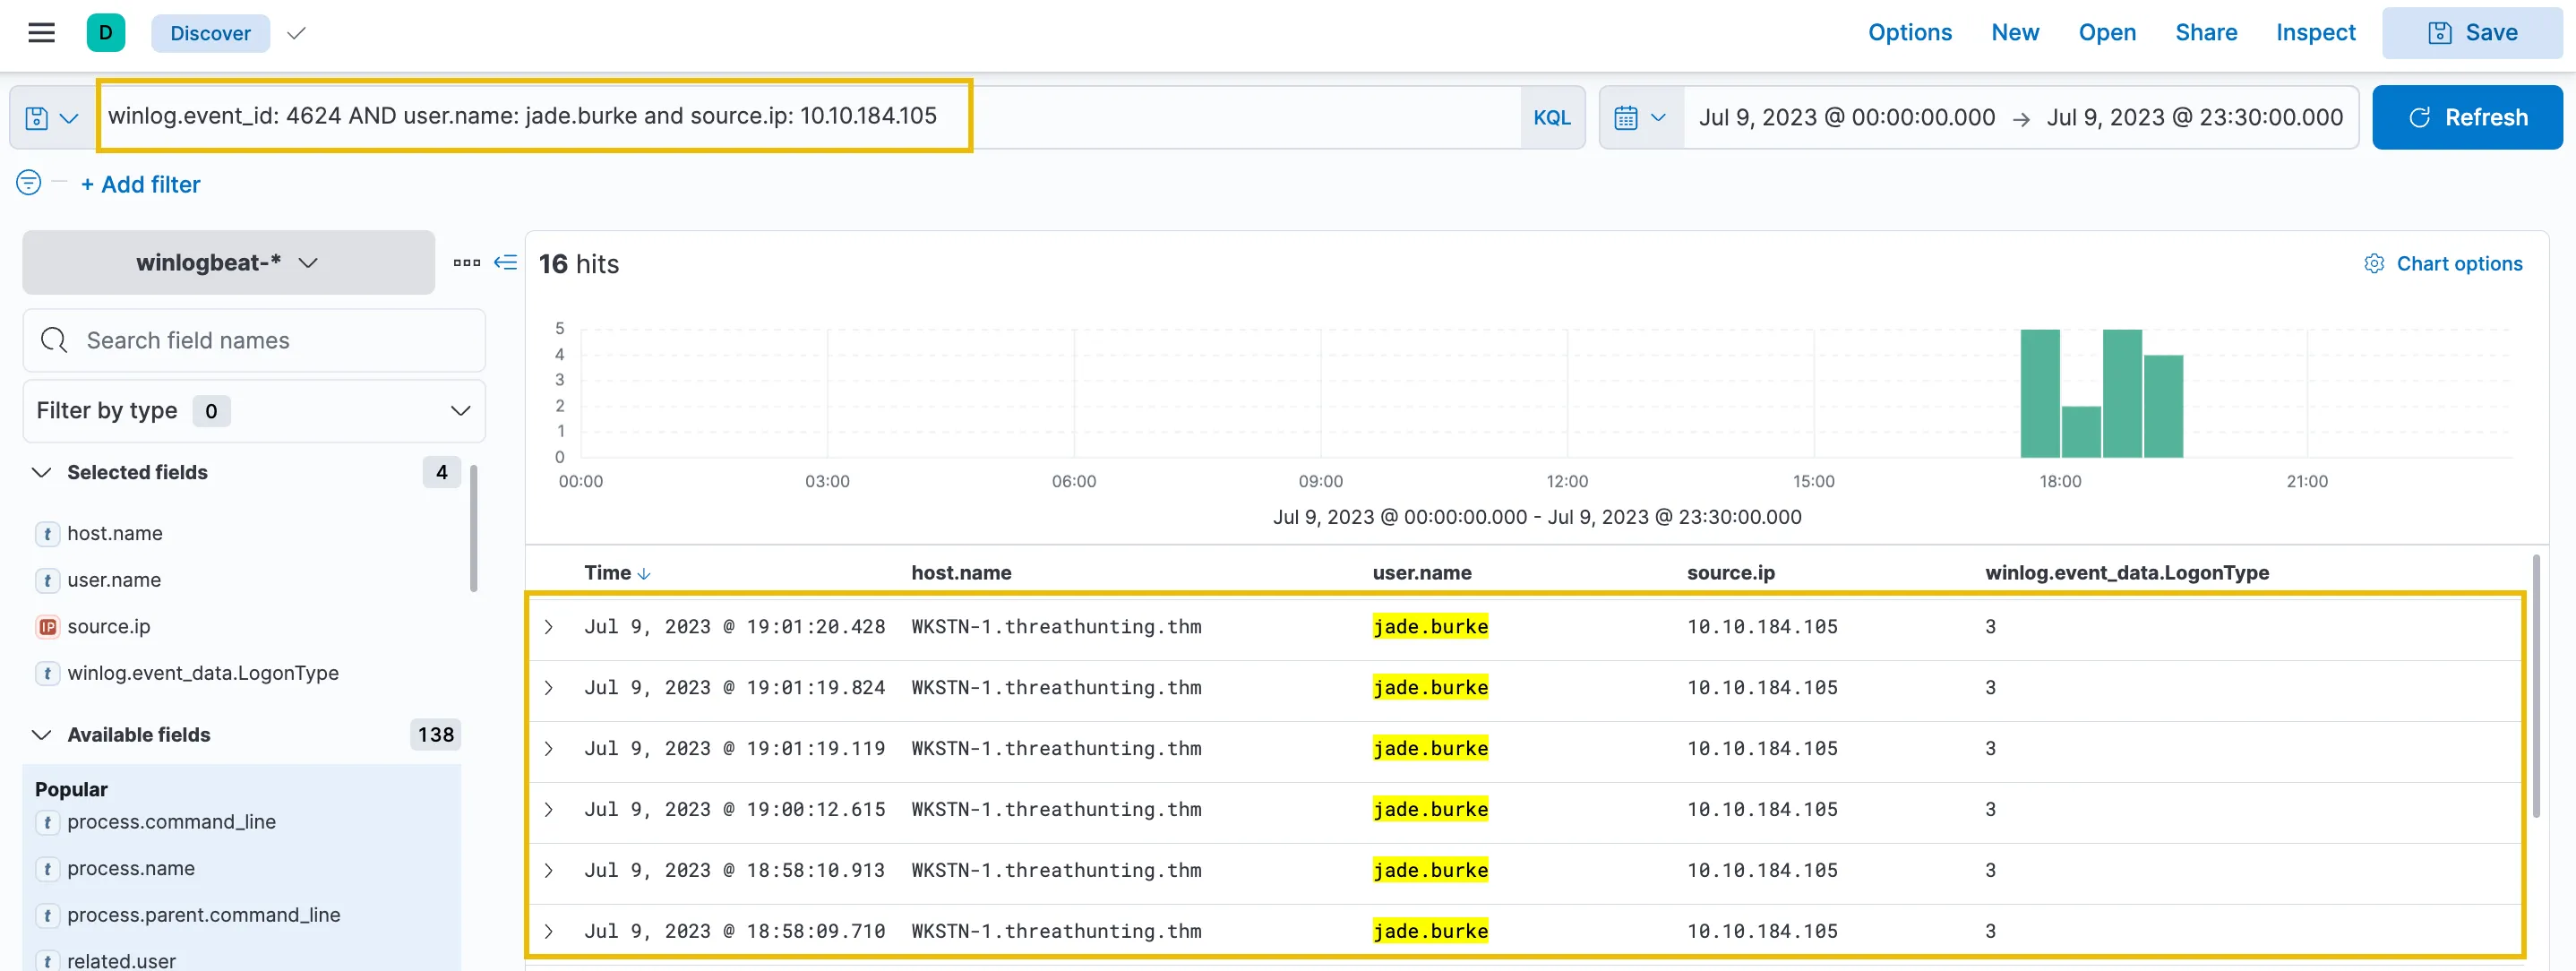 D Discover Options New Open Share Inspect Save
winlog.event_id: 4624 AND user.name: jade.burke and source.ip: 10.10.184.105 KQL Jul 9, 2023 @ 00:00:00.000 → Jul 9, 2023 @ 23:30:00.000 Refresh
+ Add filter
winlogbeat-*
Search field names
Filter by type 0
Selected fields 4
t host.name
t user.name
IP source.ip
t winlog.event_data.LogonType
Available fields 138
Popular
t process.command_line
t process.name
t process.parent.command_line
t related.user
16 hits Chart options
5
4
3
2
1
0
00:00 03:00 06:00 09:00 12:00 15:00 18:00 21:00
Jul 9, 2023 @ 00:00:00.000 - Jul 9, 2023 @ 23:30:00.000
Time ↓ host.name user.name source.ip winlog.event_data.LogonType
Jul 9, 2023 @ 19:01:20.428 WKSTN-1.threathunting.thm jade.burke 10.10.184.105 3
Jul 9, 2023 @ 19:01:19.824 WKSTN-1.threathunting.thm jade.burke 10.10.184.105 3
Jul 9, 2023 @ 19:01:19.119 WKSTN-1.threathunting.thm jade.burke 10.10.184.105 3
Jul 9, 2023 @ 19:00:12.615 WKSTN-1.threathunting.thm jade.burke 10.10.184.105 3
Jul 9, 2023 @ 18:58:10.913 WKSTN-1.threathunting.thm jade.burke 10.10.184.105 3
Jul 9, 2023 @ 18:58:09.710 WKSTN-1.threathunting.thm jade.burke 10.10.184.105 3